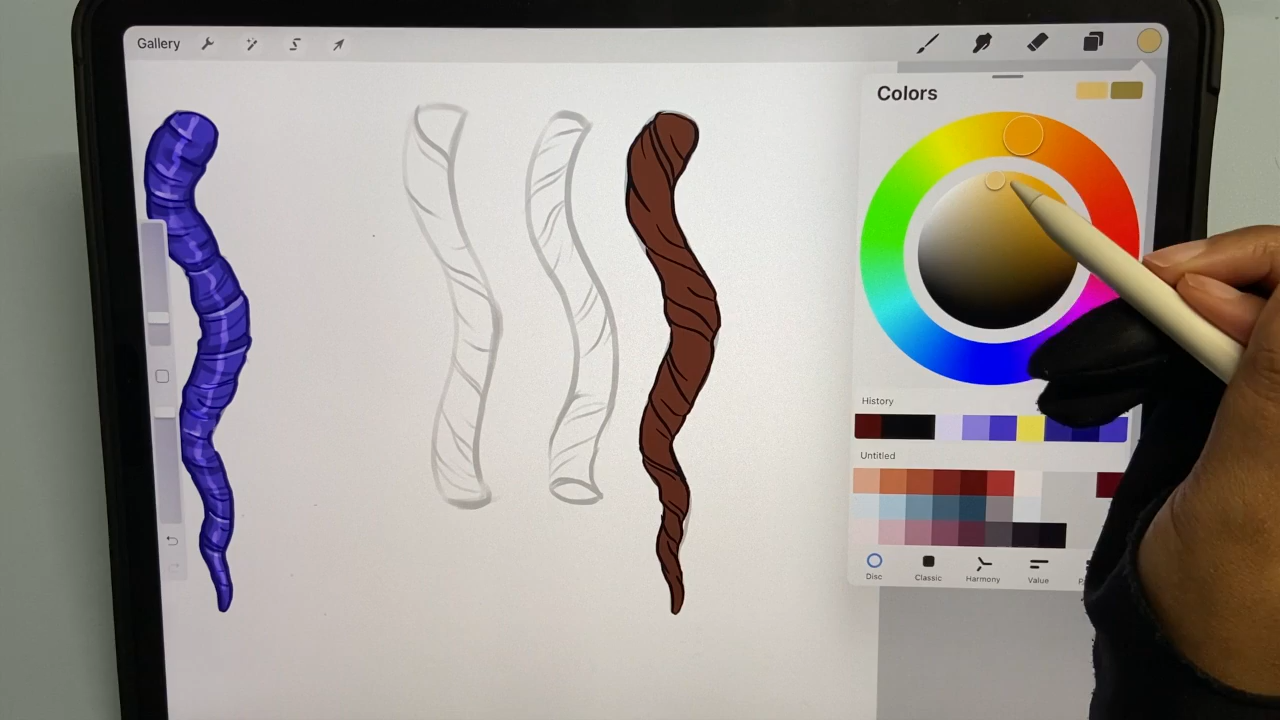 Gallery
Colors
History
Untitled
Disc
Classic
Harmony
Value